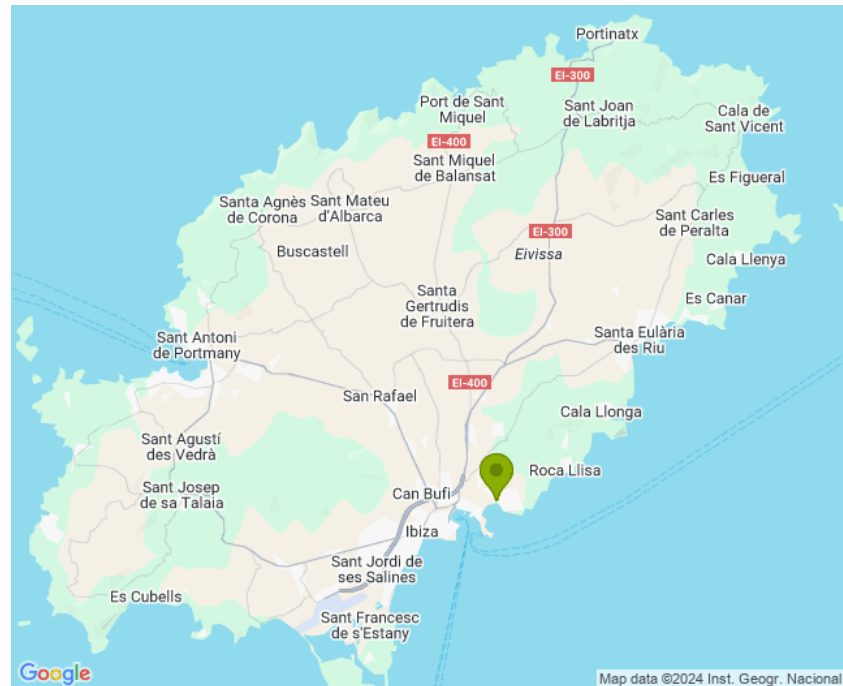 Portinatx
EI-300
Port de Sant
Miquel
Sant Joan
de Labritja
Cala de
Sant Vicent
EI-400
Sant Miquel
de Balansat
Es Figueral
Santa Agnès
de Corona
Sant Mateu
d'Albarca
Sant Carles
de Peralta
EI-300
Buscastell
Eivissa
Cala Llenya
Santa
Gertrudis
de Fruitera
Es Canar
Sant Antoni
de Portmany
Santa Eulària
des Riu
EI-400
San Rafael
Cala Llonga
Sant Agustí
des Vedrà
Roca Llisa
Sant Josep
de sa Talaia
Can Bufi
Ibiza
Sant Jordi de
ses Salines
Es Cubells
Sant Francesc
de s'Estany
Google
Map data ©2024 Inst. Geogr. Nacional